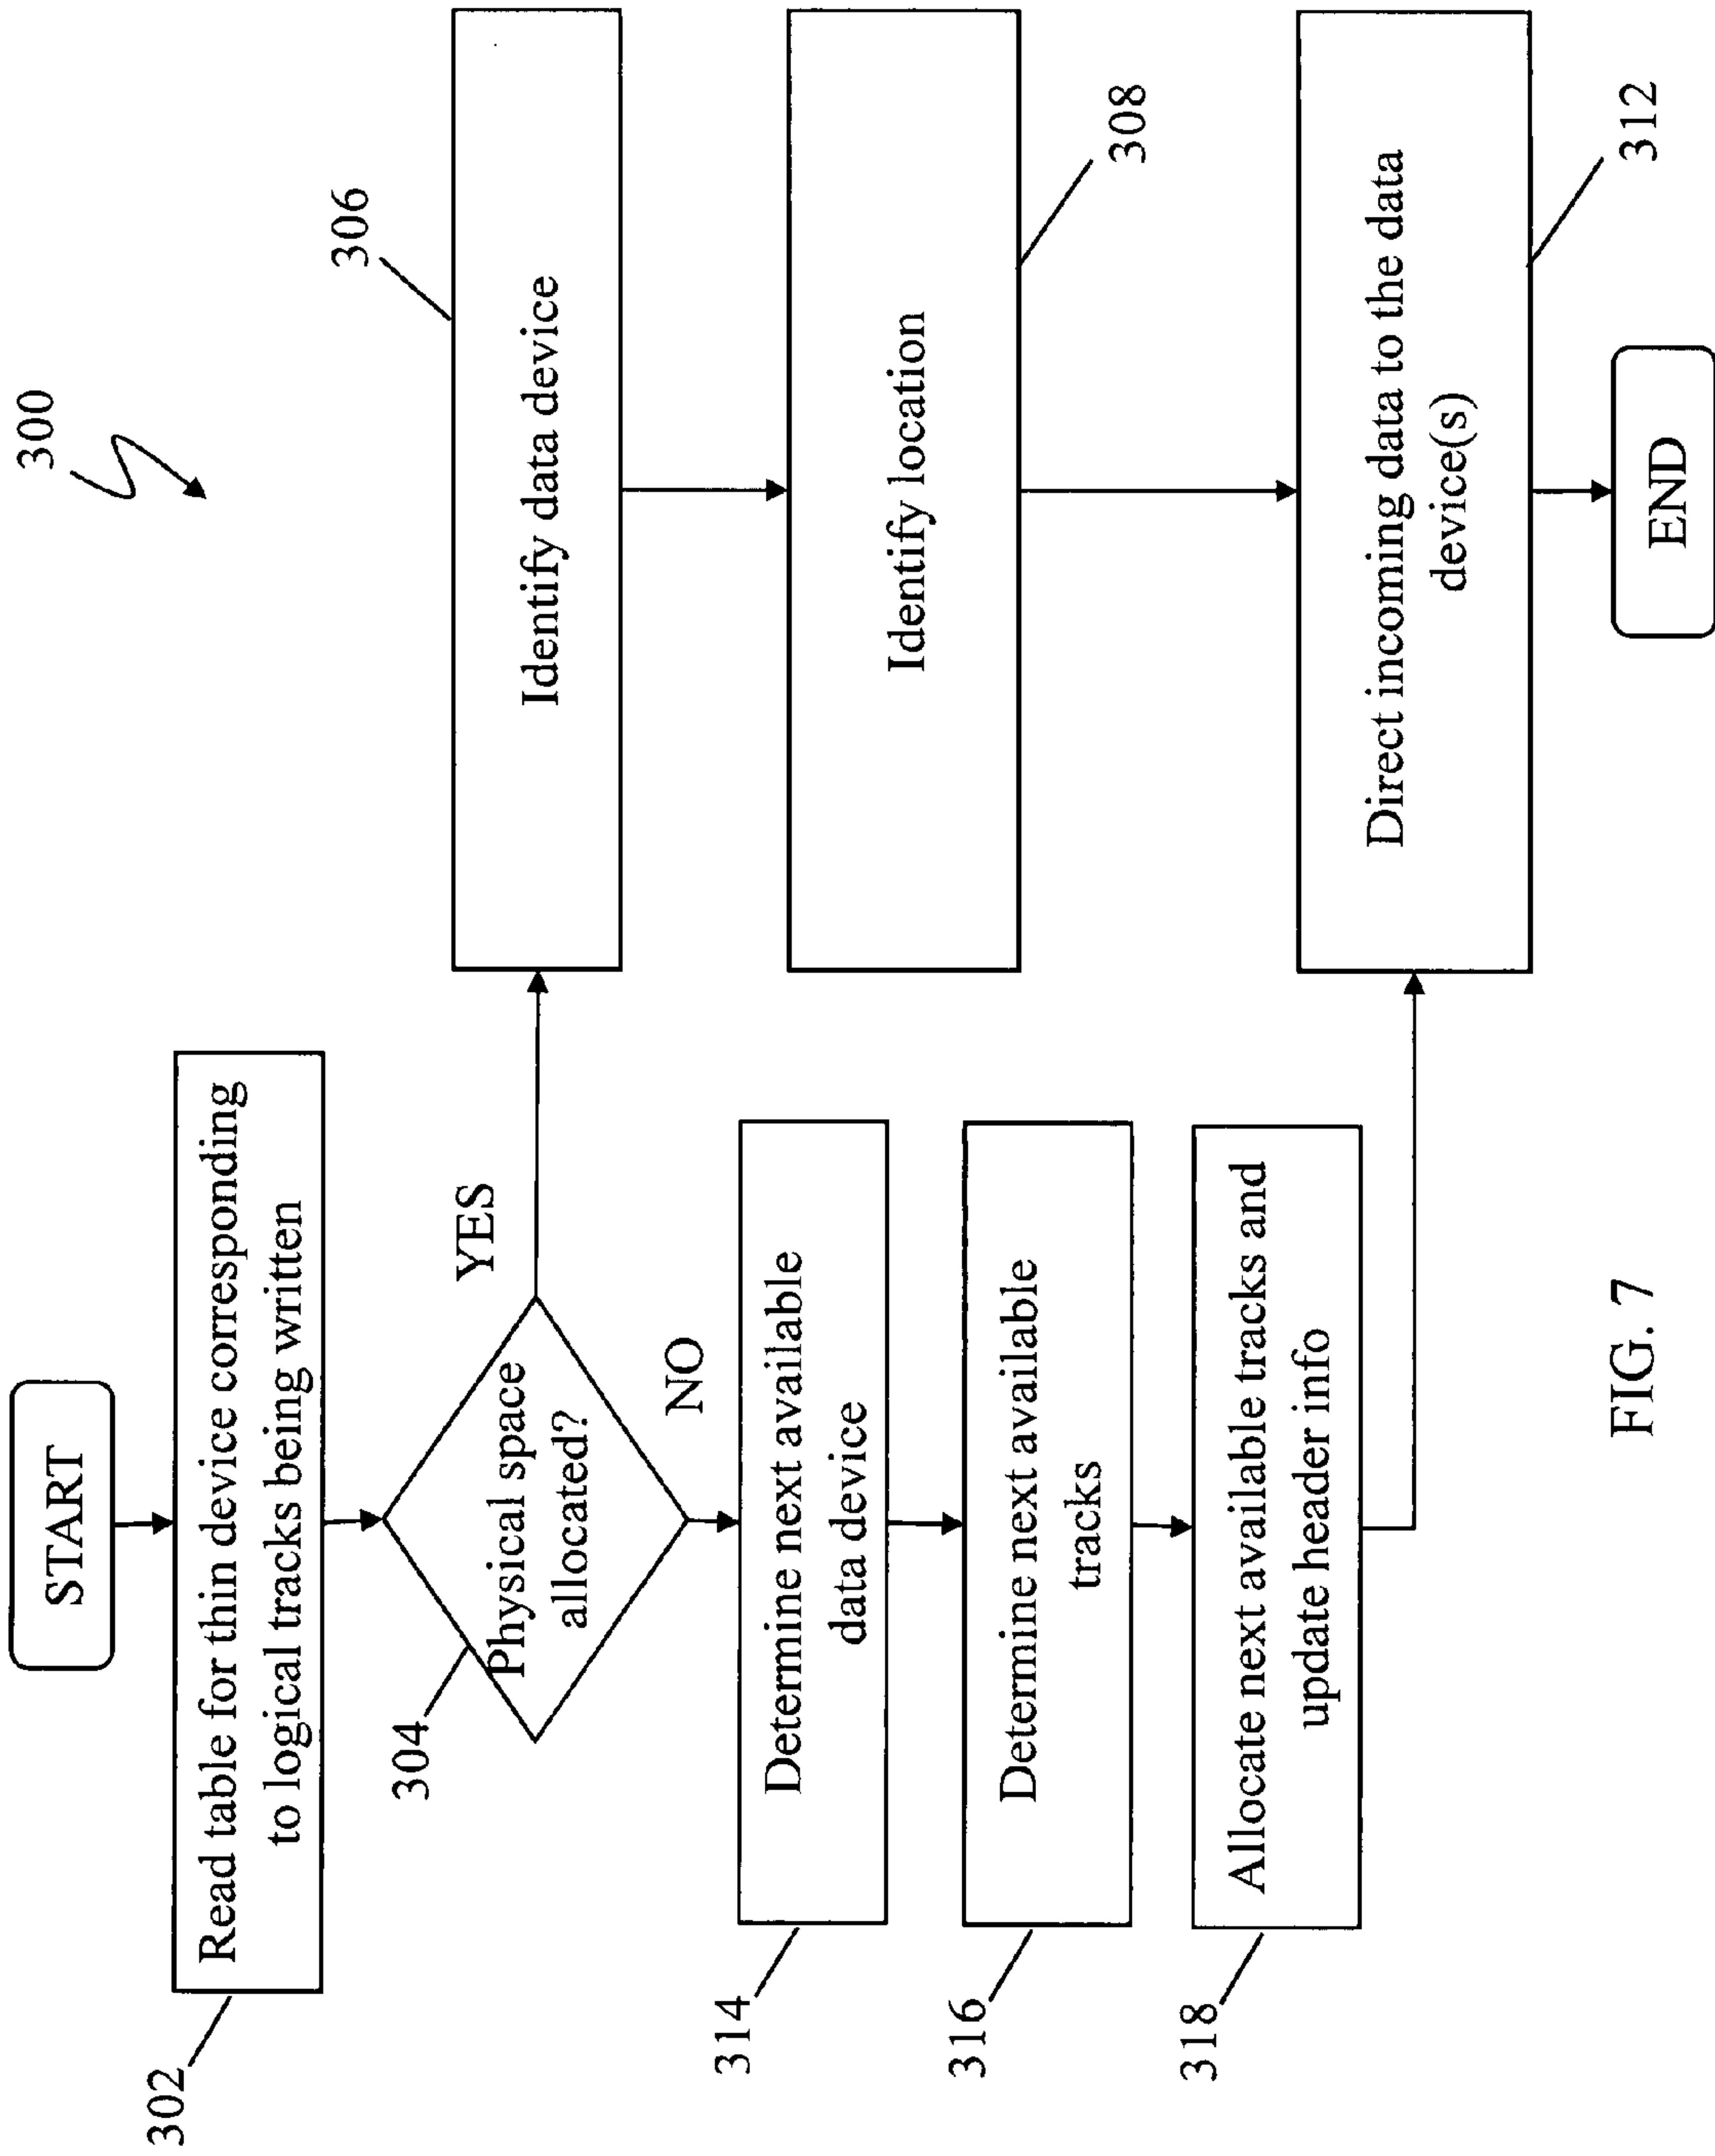 300
START
302
Read table for thin device corresponding
to logical tracks being written
304
Physical space
allocated?
YES
NO
306
Identify data device
Identify location
308
314
Determine next available
data device
316
Determine next available
tracks
318
Allocate next available tracks and
update header info
Direct incoming data to the data
device(s)
312
END
FIG. 7